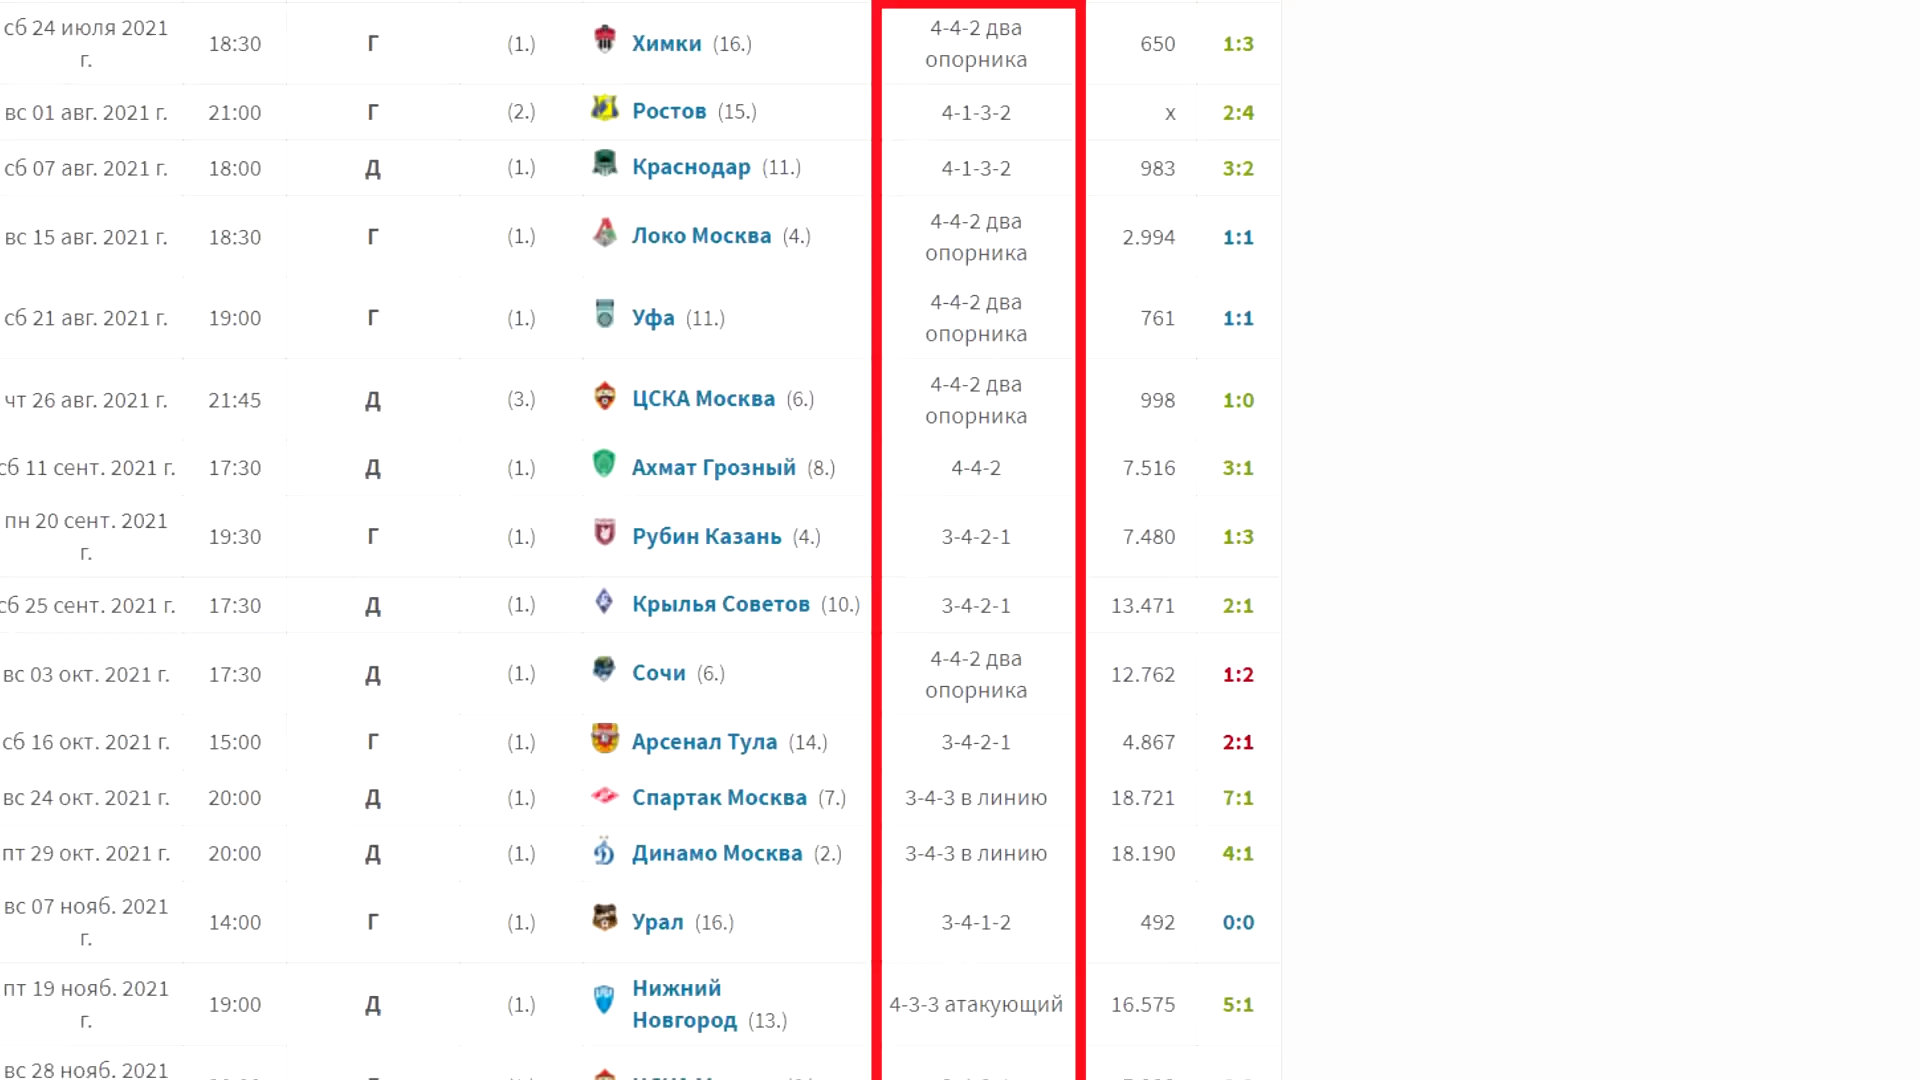 сб 24 июля 2021 г. 18:30 Г (1.) Химки (16.) 4-4-2 два опорника 650 1:3
вс 01 авг. 2021 г. 21:00 Г (2.) Ростов (15.) 4-1-3-2 x 2:4
сб 07 авг. 2021 г. 18:00 Д (1.) Краснодар (11.) 4-1-3-2 983 3:2
вс 15 авг. 2021 г. 18:30 Г (1.) Локо Москва (4.) 4-4-2 два опорника 2.994 1:1
сб 21 авг. 2021 г. 19:00 Г (1.) Уфа (11.) 4-4-2 два опорника 761 1:1
чт 26 авг. 2021 г. 21:45 Д (3.) ЦСКА Москва (6.) 4-4-2 два опорника 998 1:0
сб 11 сент. 2021 г. 17:30 Д (1.) Ахмат Грозный (8.) 4-4-2 7.516 3:1
пн 20 сент. 2021 г. 19:30 Г (1.) Рубин Казань (4.) 3-4-2-1 7.480 1:3
сб 25 сент. 2021 г. 17:30 Д (1.) Крылья Советов (10.) 3-4-2-1 13.471 2:1
вс 03 окт. 2021 г. 17:30 Д (1.) Сочи (6.) 4-4-2 два опорника 12.762 1:2
сб 16 окт. 2021 г. 15:00 Г (1.) Арсенал Тула (14.) 3-4-2-1 4.867 2:1
вс 24 окт. 2021 г. 20:00 Д (1.) Спартак Москва (7.) 3-4-3 в линию 18.721 7:1
пт 29 окт. 2021 г. 20:00 Д (1.) Динамо Москва (2.) 3-4-3 в линию 18.190 4:1
вс 07 нояб. 2021 г. 14:00 Г (1.) Урал (16.) 3-4-1-2 492 0:0
пт 19 нояб. 2021 г. 19:00 Д (1.) Нижний Новгород (13.) 4-3-3 атакующий 16.575 5:1
вс 28 нояб. 2021